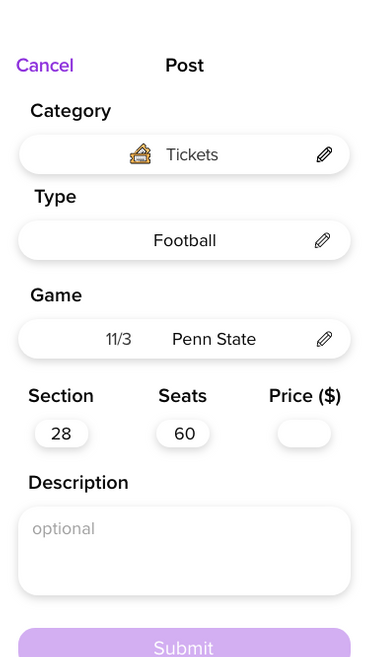 Cancel Post
Category
Tickets
Type
Football
Game
11/3 Penn State
Section Seats Price ($)
28 60
Description
optional
Submit